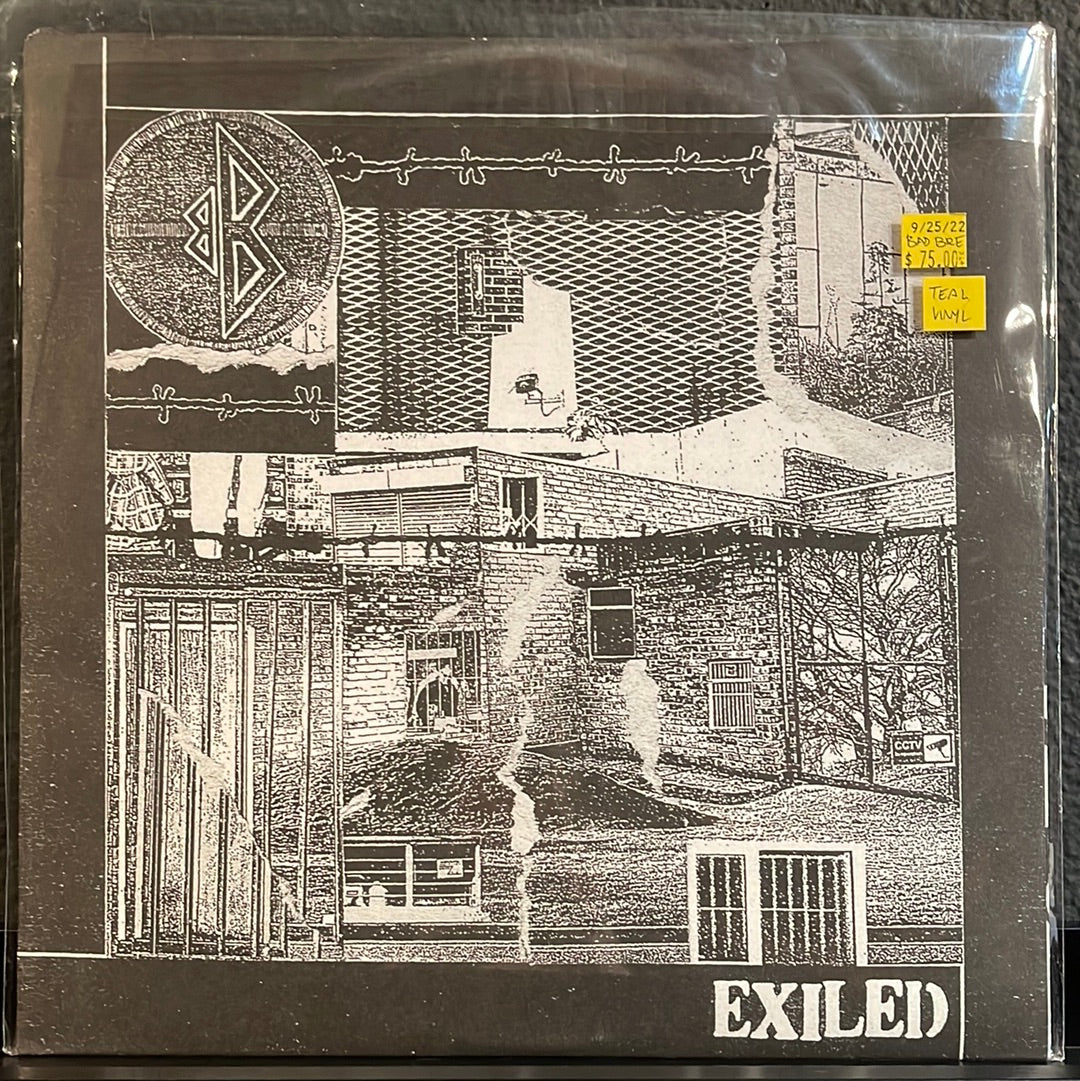 9/25/22
BAD BRE
$ 75.00
TEAL
VINYL
CCTV
EXILED